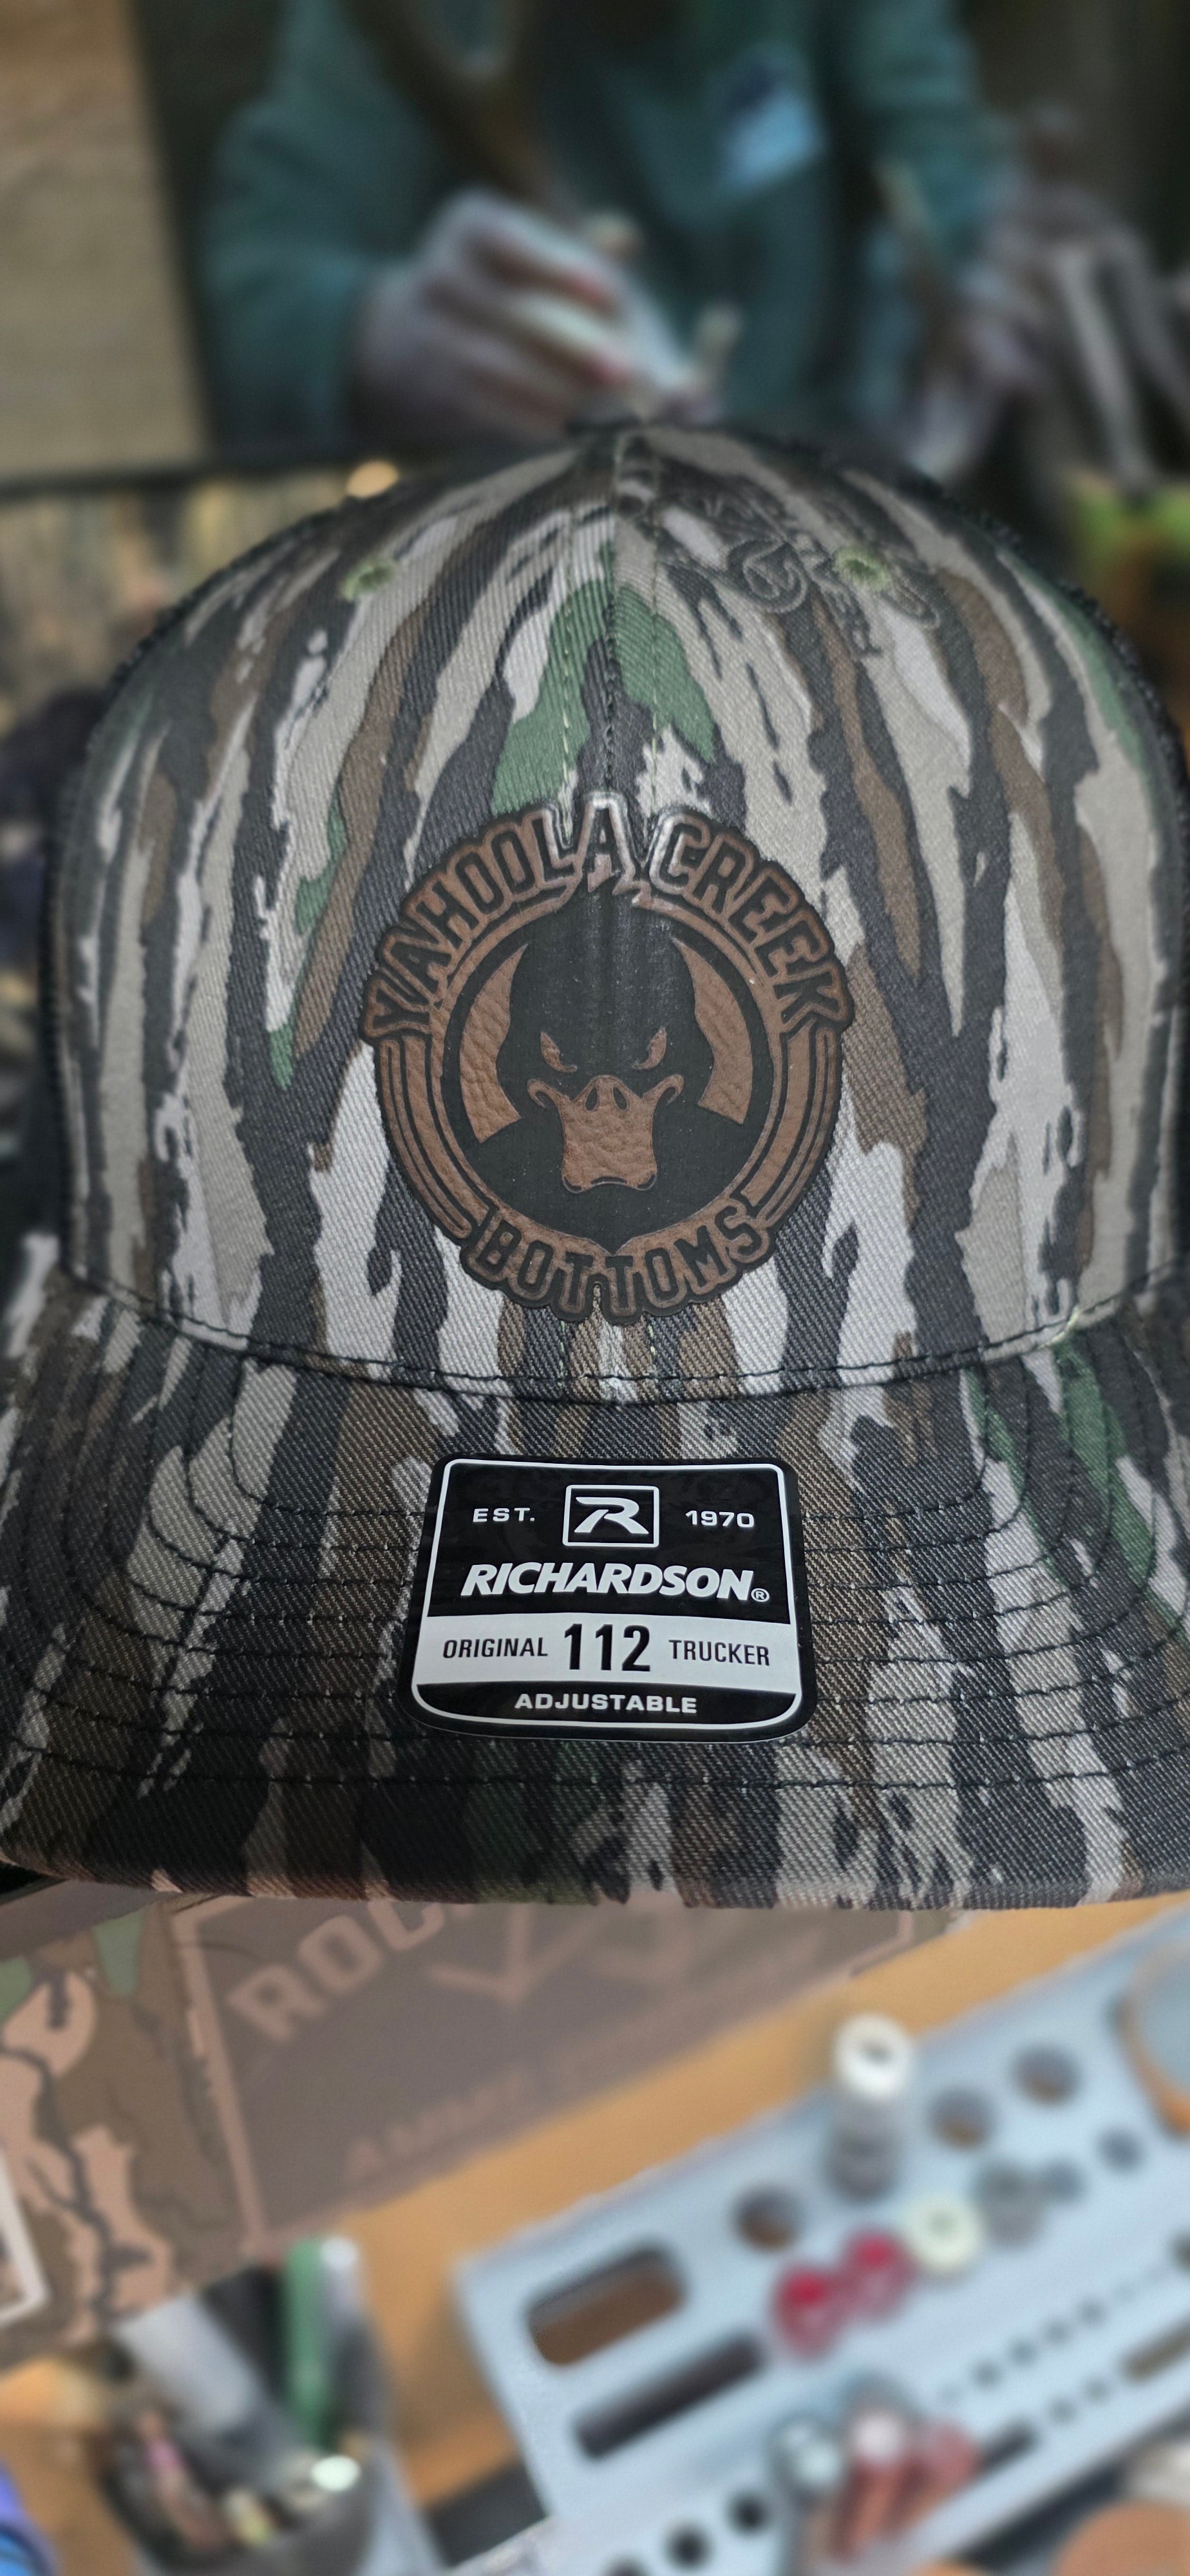 YAHOOLA CREEK
BOTTOMS
EST. R 1970
RICHARDSON®
ORIGINAL 112 TRUCKER
ADJUSTABLE